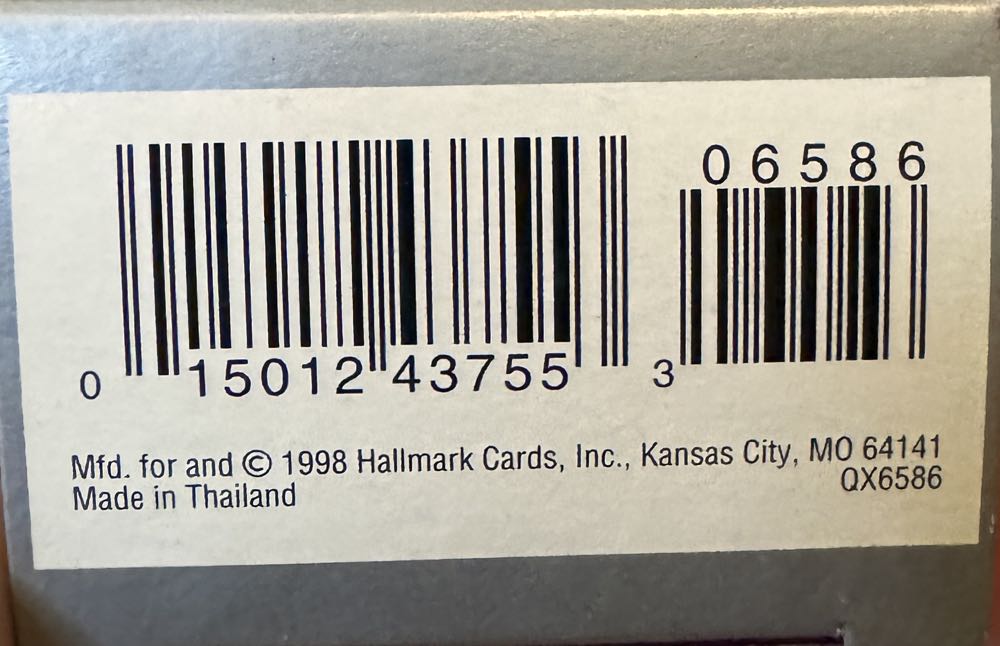 06586
0 15012 43755 3
Mfd. for and © 1998 Hallmark Cards, Inc., Kansas City, MO 64141
Made in Thailand QX6586